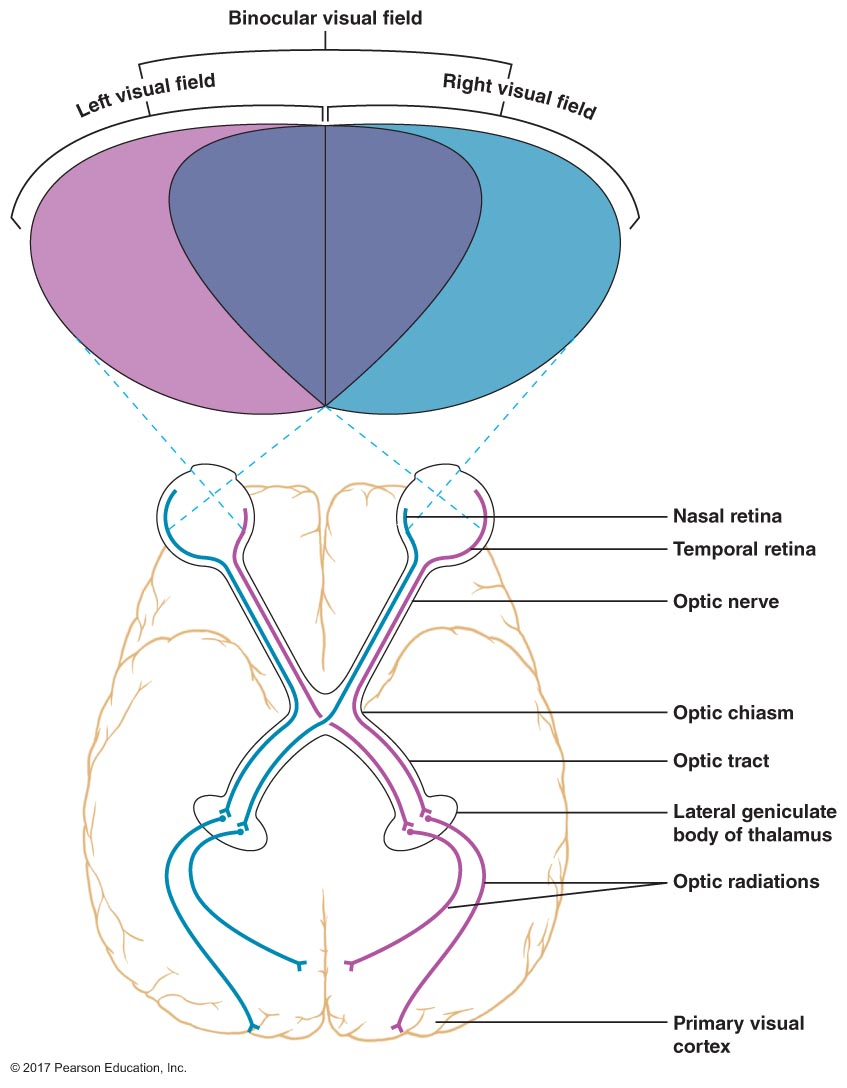 Binocular visual field
Left visual field
Right visual field
Nasal retina
Temporal retina
Optic nerve
Optic chiasm
Optic tract
Lateral geniculate
body of thalamus
Optic radiations
Primary visual
cortex
© 2017 Pearson Education, Inc.